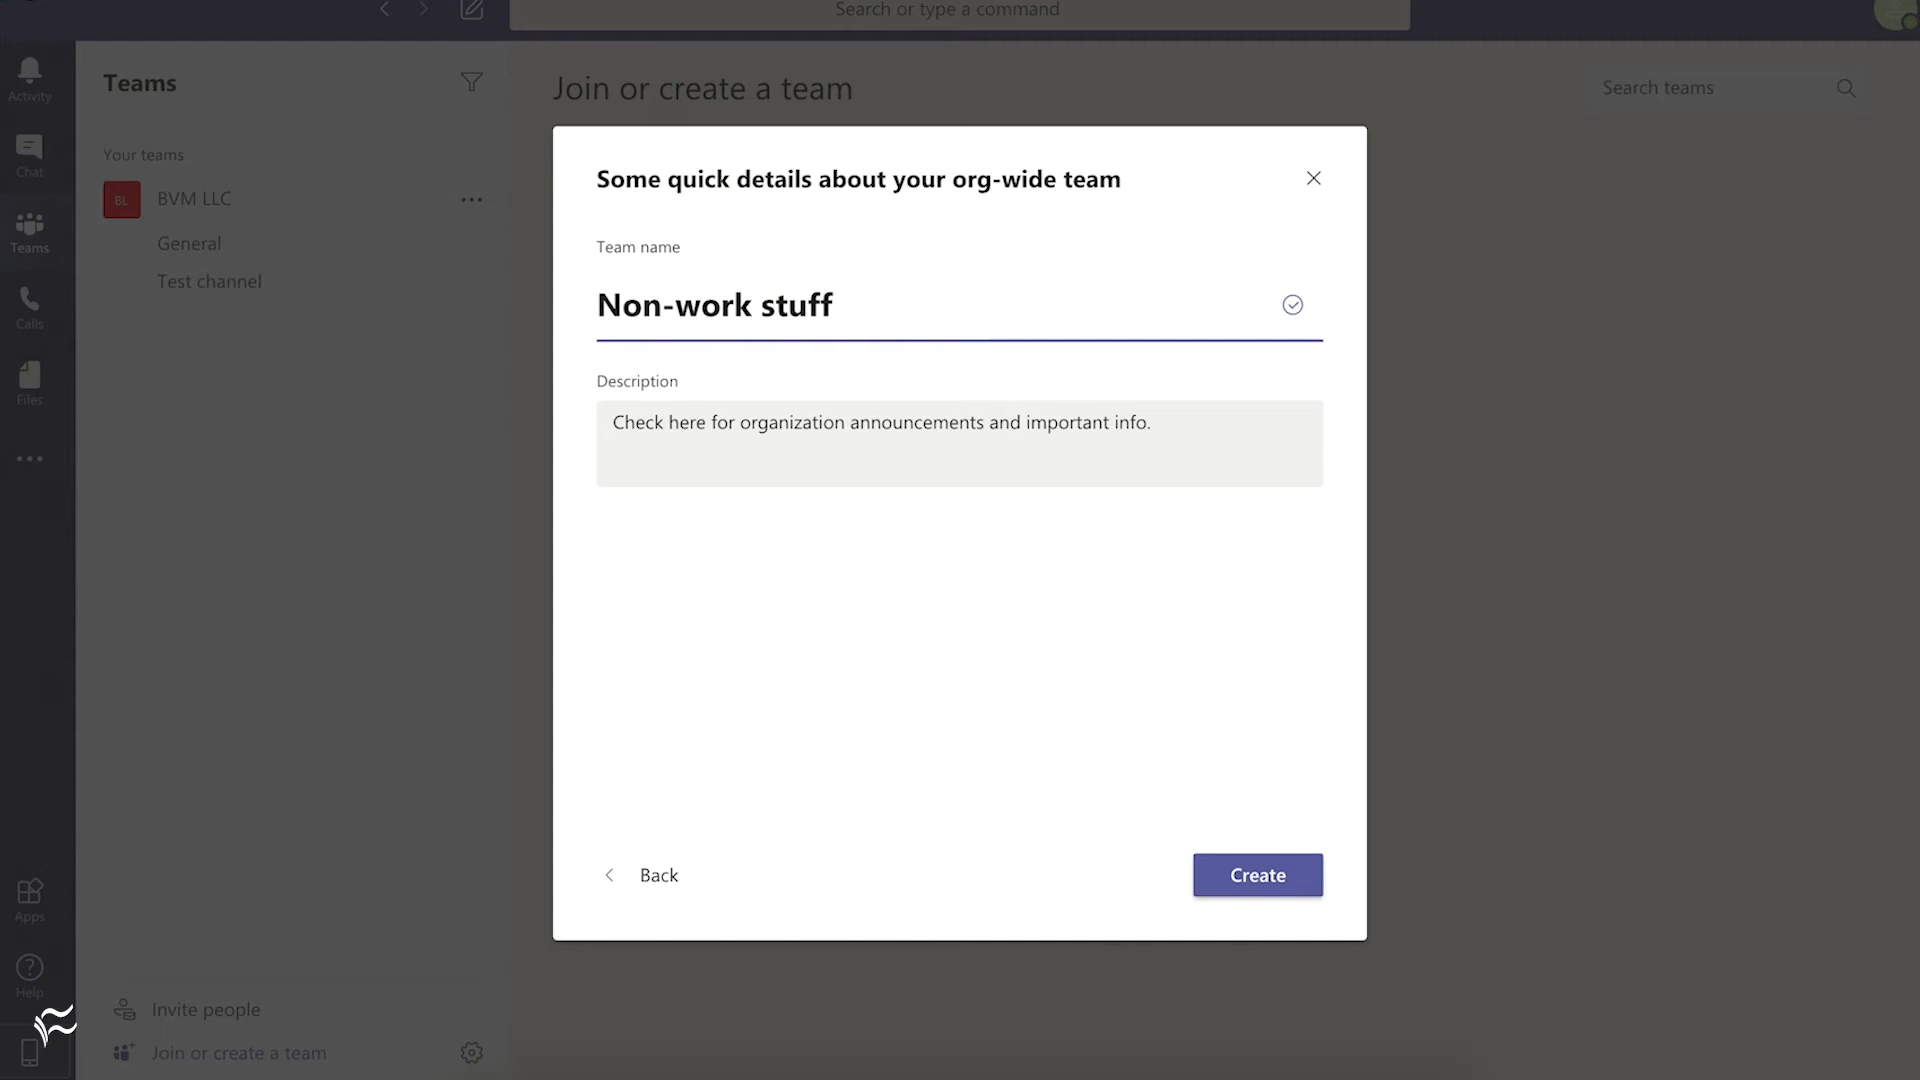 Search or type a command
Activity
Chat
Teams
Calls
Files
Apps
Help
Teams
Your teams
BL
BVM LLC
General
Test channel
Invite people
Join or create a team
Join or create a team
Search teams
Some quick details about your org-wide team
Team name
Non-work stuff
Description
Check here for organization announcements and important info.
Back
Create